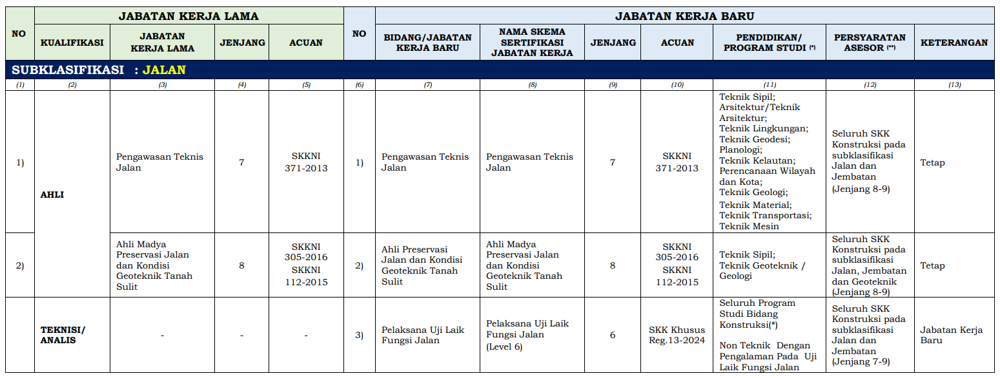 NO
JABATAN KERJA LAMA
NO
JABATAN KERJA BARU
KUALIFIKASI
JABATAN
KERJA LAMA
JENJANG
ACUAN
BIDANG/JABATAN
KERJA BARU
NAMA SKEMA
SERTIFIKASI
JABATAN KERJA
JENJANG
ACUAN
PENDIDIKAN/
PROGRAM STUDI (*)
PERSYARATAN
ASESOR (**)
KETERANGAN
SUBKLASIFIKASI : JALAN
(1)
(2)
(3)
(4)
(5)
(6)
(7)
(8)
(9)
(10)
(11)
(12)
(13)
1)
AHLI
Pengawasan Teknis
Jalan
7
SKKNI
371-2013
1)
Pengawasan Teknis
Jalan
Pengawasan Teknis
Jalan
7
SKKNI
371-2013
Teknik Sipil;
Arsitektur/Teknik
Arsitektur;
Teknik Lingkungan;
Teknik Geodesi;
Planologi;
Teknik Kelautan;
Perencanaan Wilayah
dan Kota;
Teknik Geologi;
Teknik Material;
Teknik Transportasi;
Teknik Mesin
Seluruh SKK
Konstruksi pada
subklasifikasi
Jalan dan
Jembatan
(Jenjang 8-9)
Tetap
2)
Ahli Madya
Preservasi Jalan
dan Kondisi
Geoteknik Tanah
Sulit
8
SKKNI
305-2016
SKKNI
112-2015
2)
Ahli Preservasi
Jalan dan Kondisi
Geoteknik Tanah
Sulit
Ahli Madya
Preservasi Jalan
dan Kondisi
Geoteknik Tanah
Sulit
8
SKKNI
305-2016
SKKNI
112-2015
Teknik Sipil;
Teknik Geoteknik /
Geologi
Seluruh SKK
Konstruksi pada
subklasifikasi
Jalan, Jembatan
dan Geoteknik
(Jenjang 8-9)
Tetap
TEKNISI/
ANALIS
-
-
-
3)
Pelaksana Uji Laik
Fungsi Jalan
Pelaksana Uji Laik
Fungsi Jalan
(Level 6)
6
SKK Khusus
Reg.13-2024
Seluruh Program
Studi Bidang
Konstruksi(*)
Non Teknik Dengan
Pengalaman Pada Uji
Laik Fungsi Jalan
Seluruh SKK
Konstruksi pada
subklasifikasi
Jalan dan
Jembatan
(Jenjang 7-9)
Jabatan Kerja
Baru